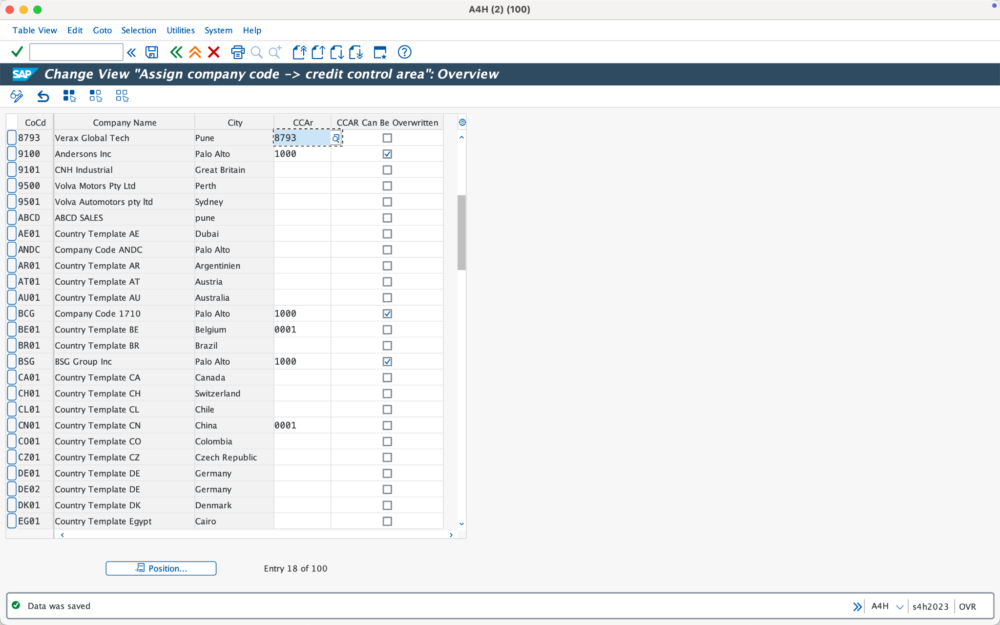 A4H (2) (100)
Table View Edit Goto Selection Utilities System Help
SAP Change View "Assign company code -> credit control area": Overview
CoCd Company Name City CCAr CCAR Can Be Overwritten
8793 Verax Global Tech Pune 8793
9100 Andersons Inc Palo Alto 1000
9101 CNH Industrial Great Britain
9500 Volva Motors Pty Ltd Perth
9501 Volva Automotors pty ltd Sydney
ABCD ABCD SALES pune
AE01 Country Template AE Dubai
ANDC Company Code ANDC Palo Alto
AR01 Country Template AR Argentinien
AT01 Country Template AT Austria
AU01 Country Template AU Australia
BCG Company Code 1710 Palo Alto 1000
BE01 Country Template BE Belgium 0001
BR01 Country Template BR Brazil
BSG BSG Group Inc Palo Alto 1000
CA01 Country Template CA Canada
CH01 Country Template CH Switzerland
CL01 Country Template CL Chile
CN01 Country Template CN China 0001
CO01 Country Template CO Colombia
CZ01 Country Template CZ Czech Republic
DE01 Country Template DE Germany
DE02 Country Template DE Germany
DK01 Country Template DK Denmark
EG01 Country Template Egypt Cairo
Position... Entry 18 of 100
Data was saved A4H s4h2023 OVR